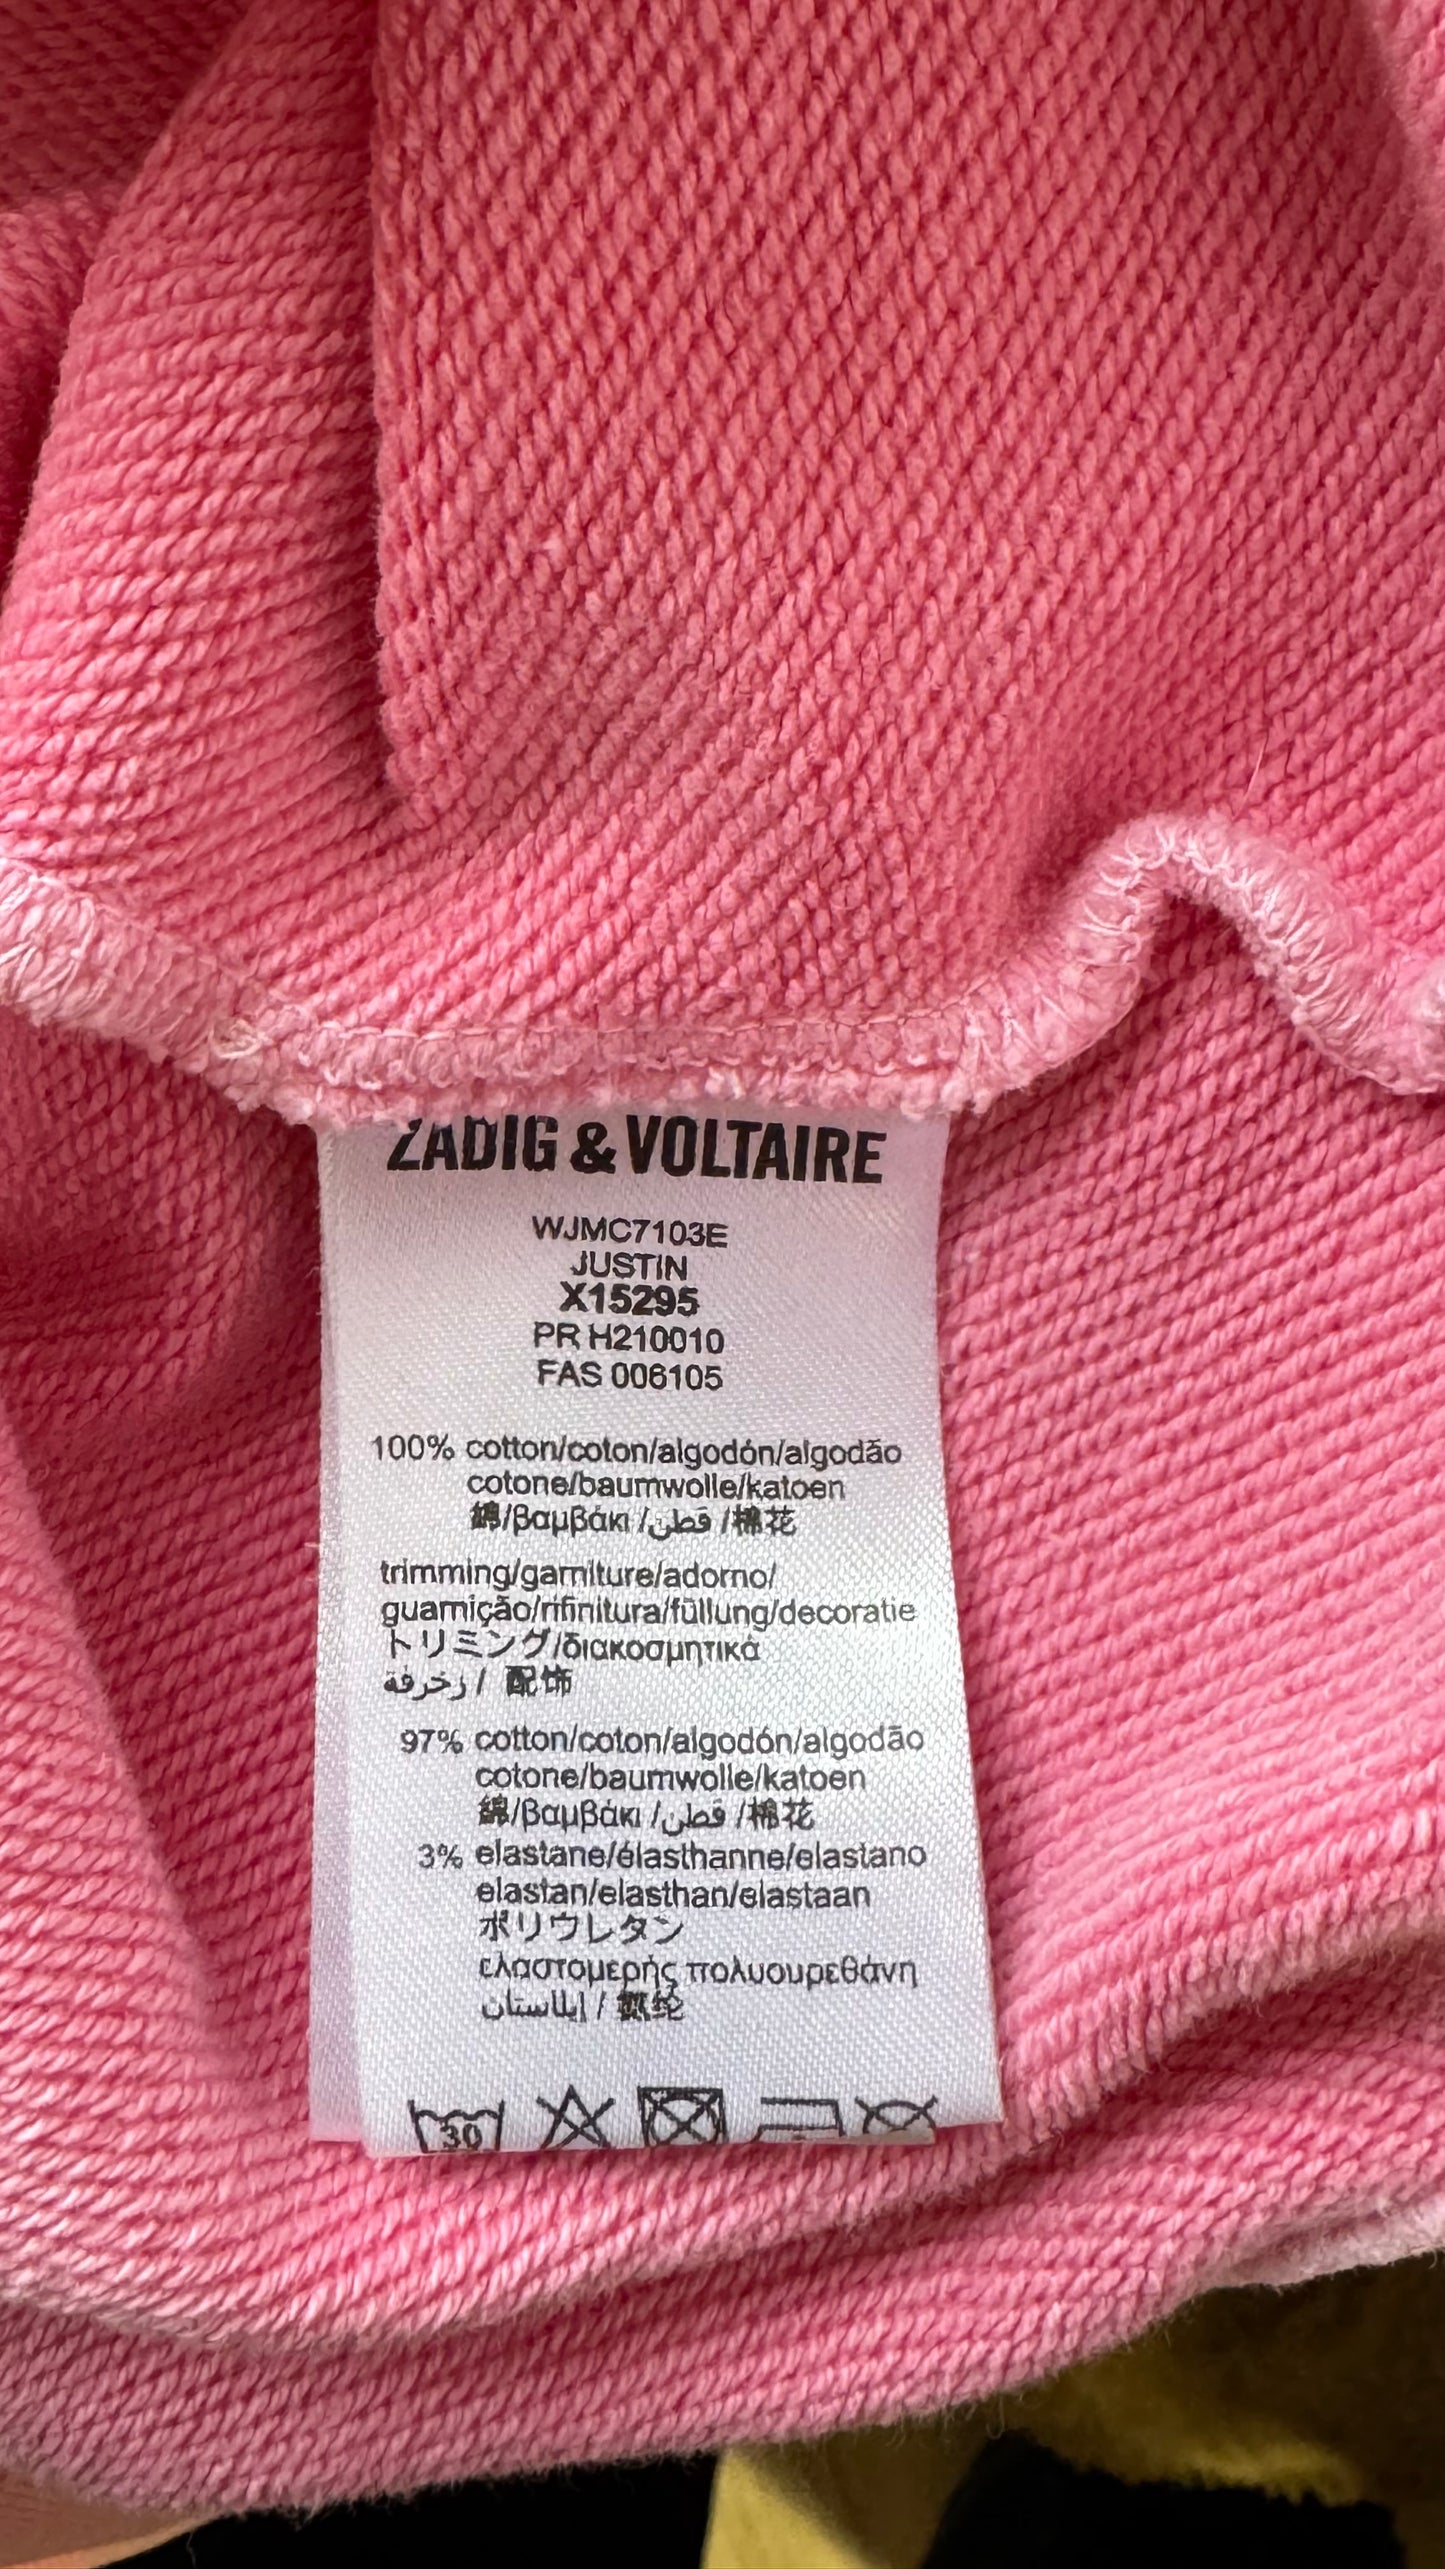 ZADIG & VOLTAIRE
WJMC7103E
JUSTIN
X15295
PR H210010
FAS 006105
100% cotton/coton/algodón/algodão
cotone/baumwolle/katoen
綿/βαμβάκι /قطن /棉花
trimming/garniture/adorno/
guarnição/rifinitura/füllung/decoratie
トリミング/διακοσμητικά
زخرفة / 配饰
97% cotton/coton/algodón/algodão
cotone/baumwolle/katoen
綿/βαμβάκι /قطن /棉花
3% elastane/élasthanne/elastano
elastan/elasthan/elastaan
ポリウレタン
ελαστομερής πολυουρεθάνη
إيلاستان / 氨纶
30